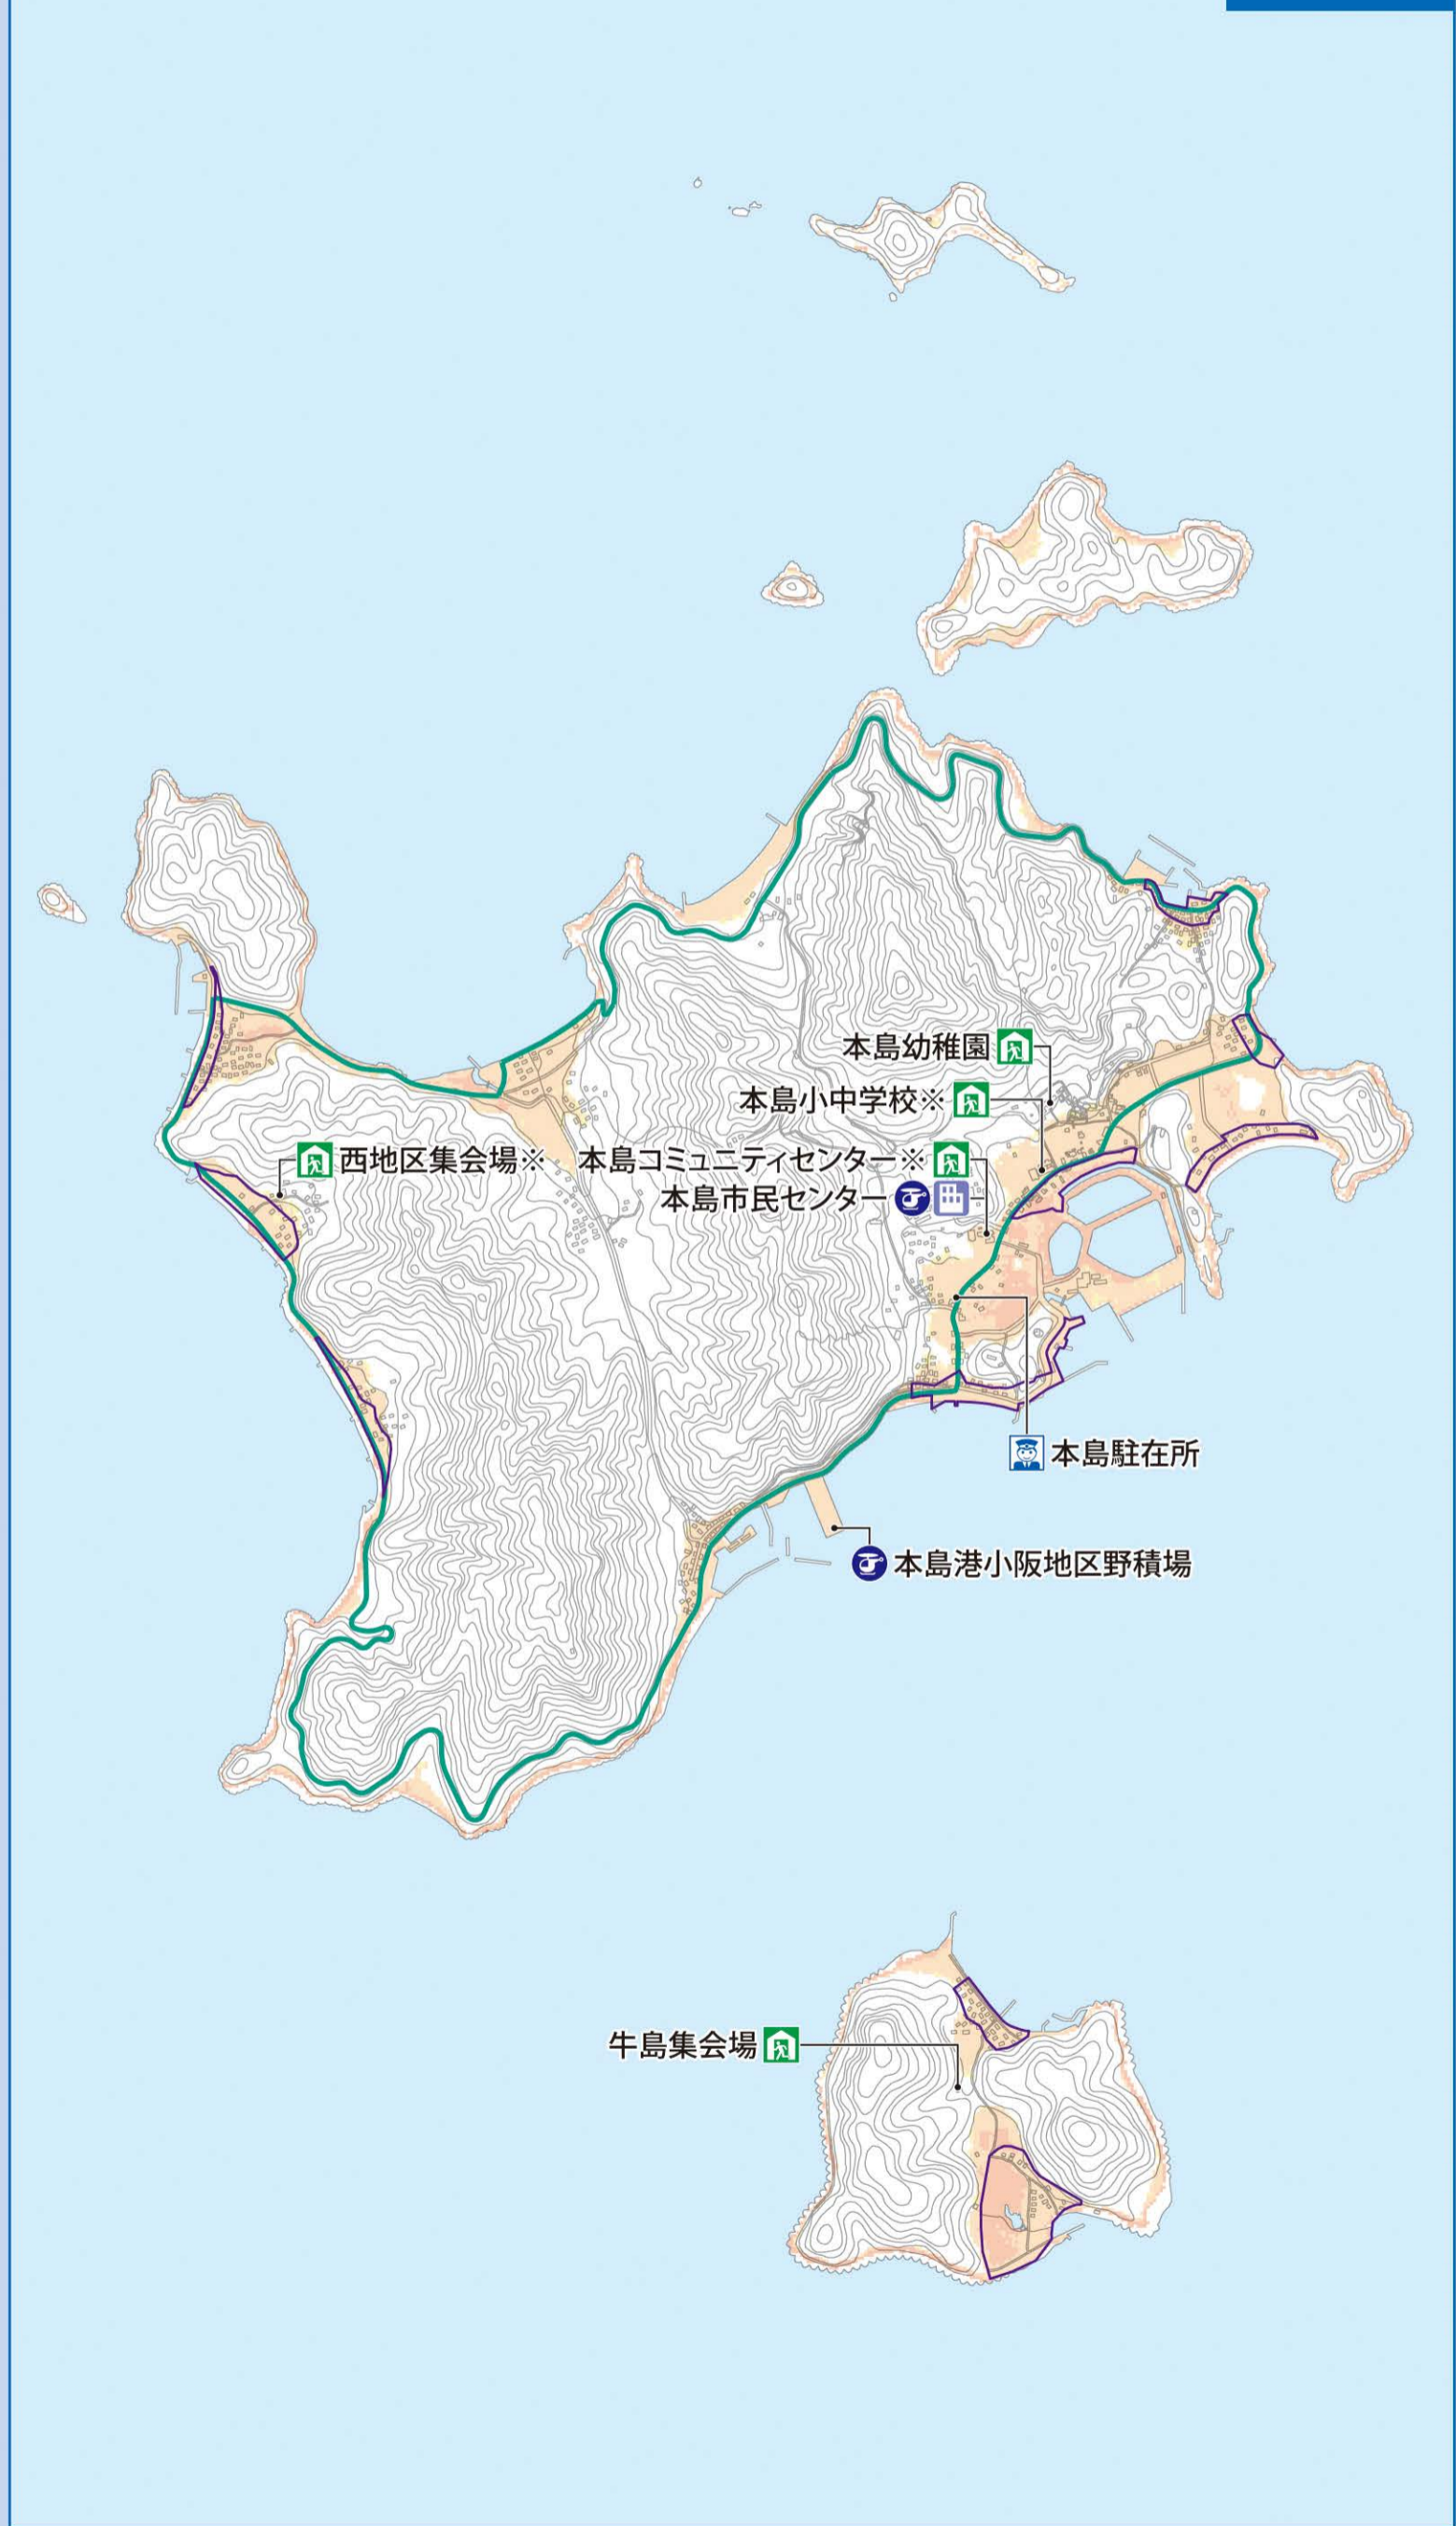 本島幼稚園
本島小中学校※
西地区集会場※
本島コミュニティセンター※
本島市民センター
本島駐在所
本島港小阪地区野積場
牛島集会場